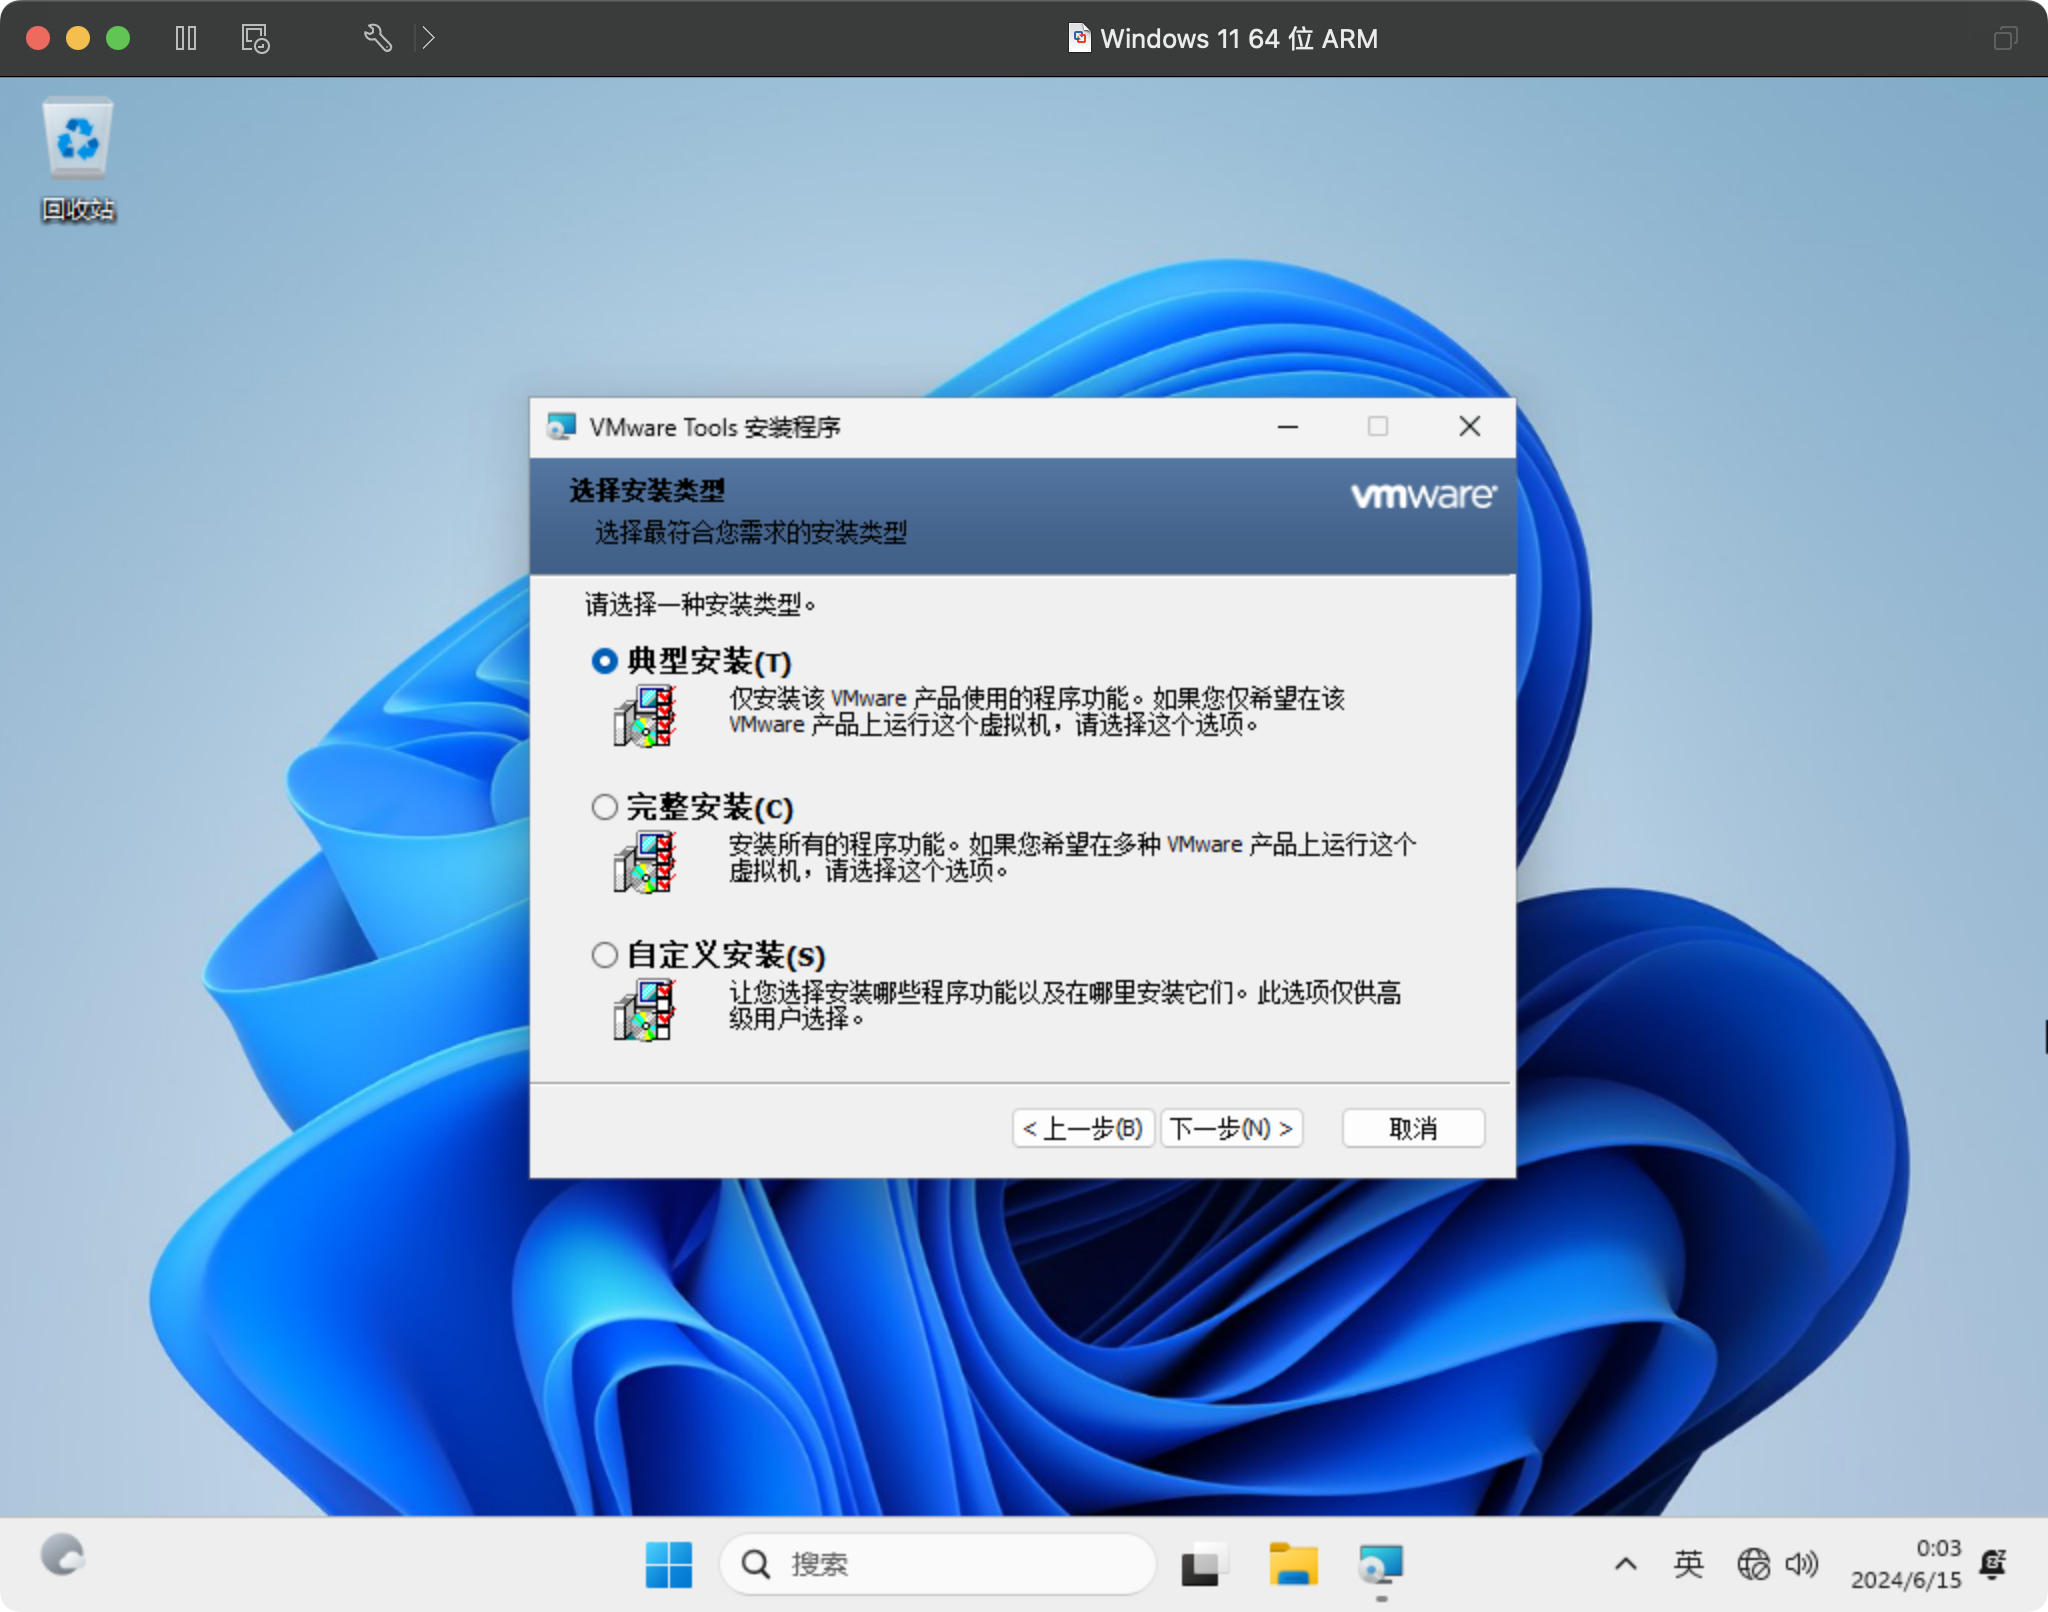 Windows 11 64 位 ARM
回收站
VMware Tools 安装程序
选择安装类型
vmware
选择最符合您需求的安装类型
请选择一种安装类型。
典型安装(T)
仅安装该 VMware 产品使用的程序功能。如果您仅希望在该
VMware 产品上运行这个虚拟机，请选择这个选项。
完整安装(C)
安装所有的程序功能。如果您希望在多种 VMware 产品上运行这个
虚拟机，请选择这个选项。
自定义安装(S)
让您选择安装哪些程序功能以及在哪里安装它们。此选项仅供高
级用户选择。
< 上一步(B) 下一步(N) > 取消
搜索
英
0:03
2024/6/15